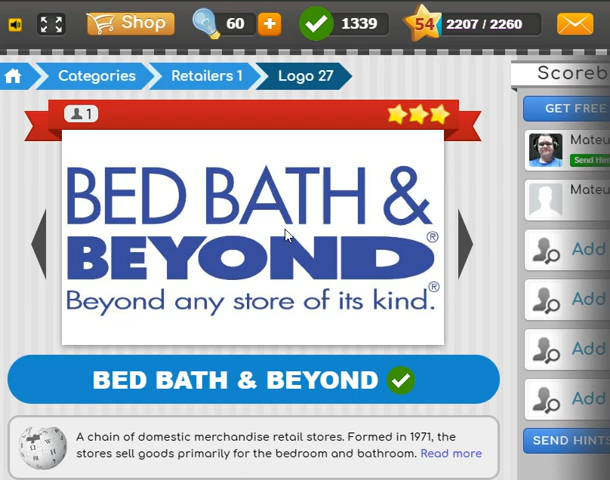 Shop
60
1339
54
2207 / 2260
Categories
Retailers 1
Logo 27
Scoreb
1
BED BATH &
BEYOND®
Beyond any store of its kind.®
GET FREE
Mateu
Send Hin
Mateu
Add
Add
Add
Add
SEND HINTS
BED BATH & BEYOND
A chain of domestic merchandise retail stores. Formed in 1971, the
stores sell goods primarily for the bedroom and bathroom. Read more